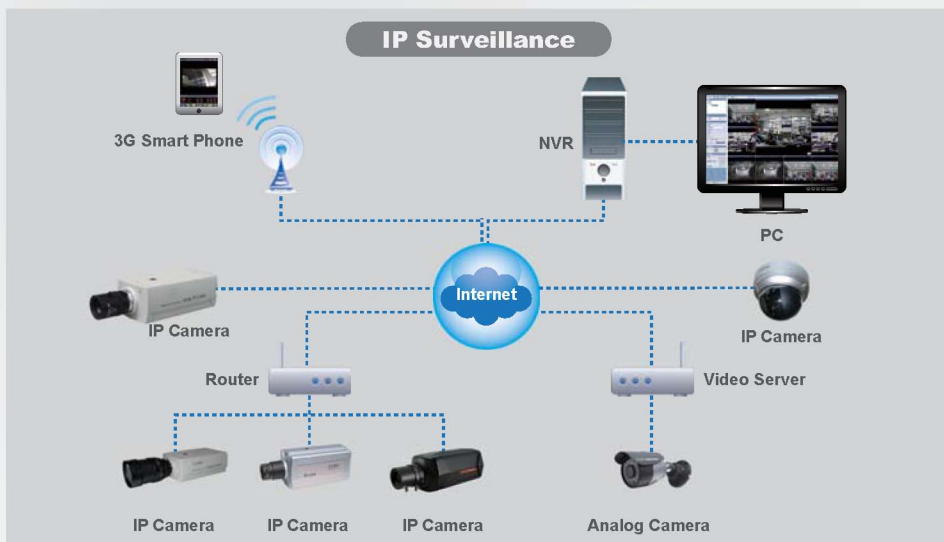 IP Surveillance
3G Smart Phone
NVR
PC
Internet
IP Camera
IP Camera
Router
Video Server
IP Camera
IP Camera
IP Camera
Analog Camera